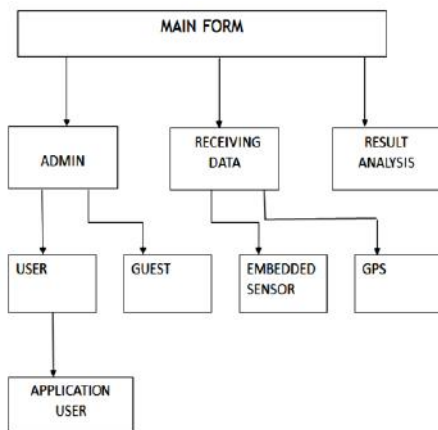 MAIN FORM
ADMIN
RECEIVING
DATA
RESULT
ANALYSIS
USER
GUEST
EMBEDDED
SENSOR
GPS
APPLICATION
USER